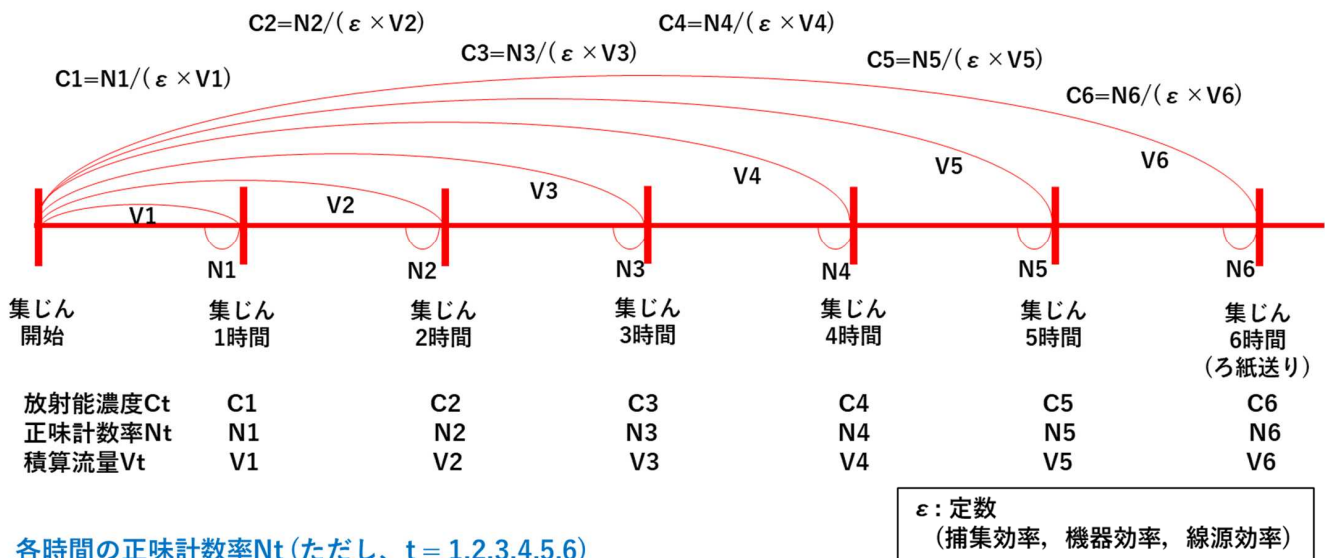 C2=N2/(ε×V2)
C4=N4/(ε×V4)
C3=N3/(ε×V3)
C5=N5/(ε×V5)
C1=N1/(ε×V1)
C6=N6/(ε×V6)
V1
V2
V3
V4
V5
V6
N1
N2
N3
N4
N5
N6
集じん 集じん 集じん 集じん 集じん 集じん 集じん
開始 1時間 2時間 3時間 4時間 5時間 6時間
(ろ紙送り)
放射能濃度Ct C1 C2 C3 C4 C5 C6
正味計数率Nt N1 N2 N3 N4 N5 N6
積算流量Vt V1 V2 V3 V4 V5 V6
ε:定数
(捕集効率,機器効率,線源効率)
各時間の正味計数率Nt(ただし、t = 1,2,3,4,5,6)